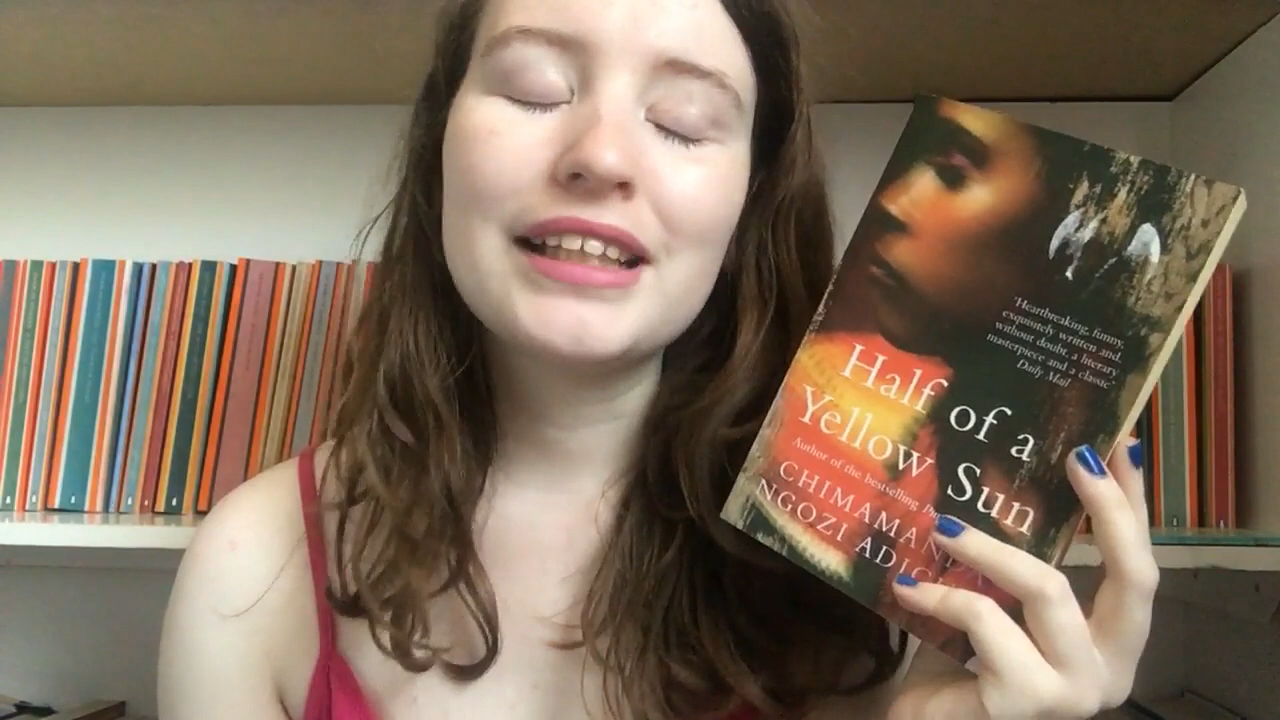 'Heartbreaking, funny,
exquisitely written and,
without doubt, a literary
masterpiece and a classic'
Daily Mail
Half of a
Yellow Sun
Author of the bestselling
CHIMAMANDA
NGOZI